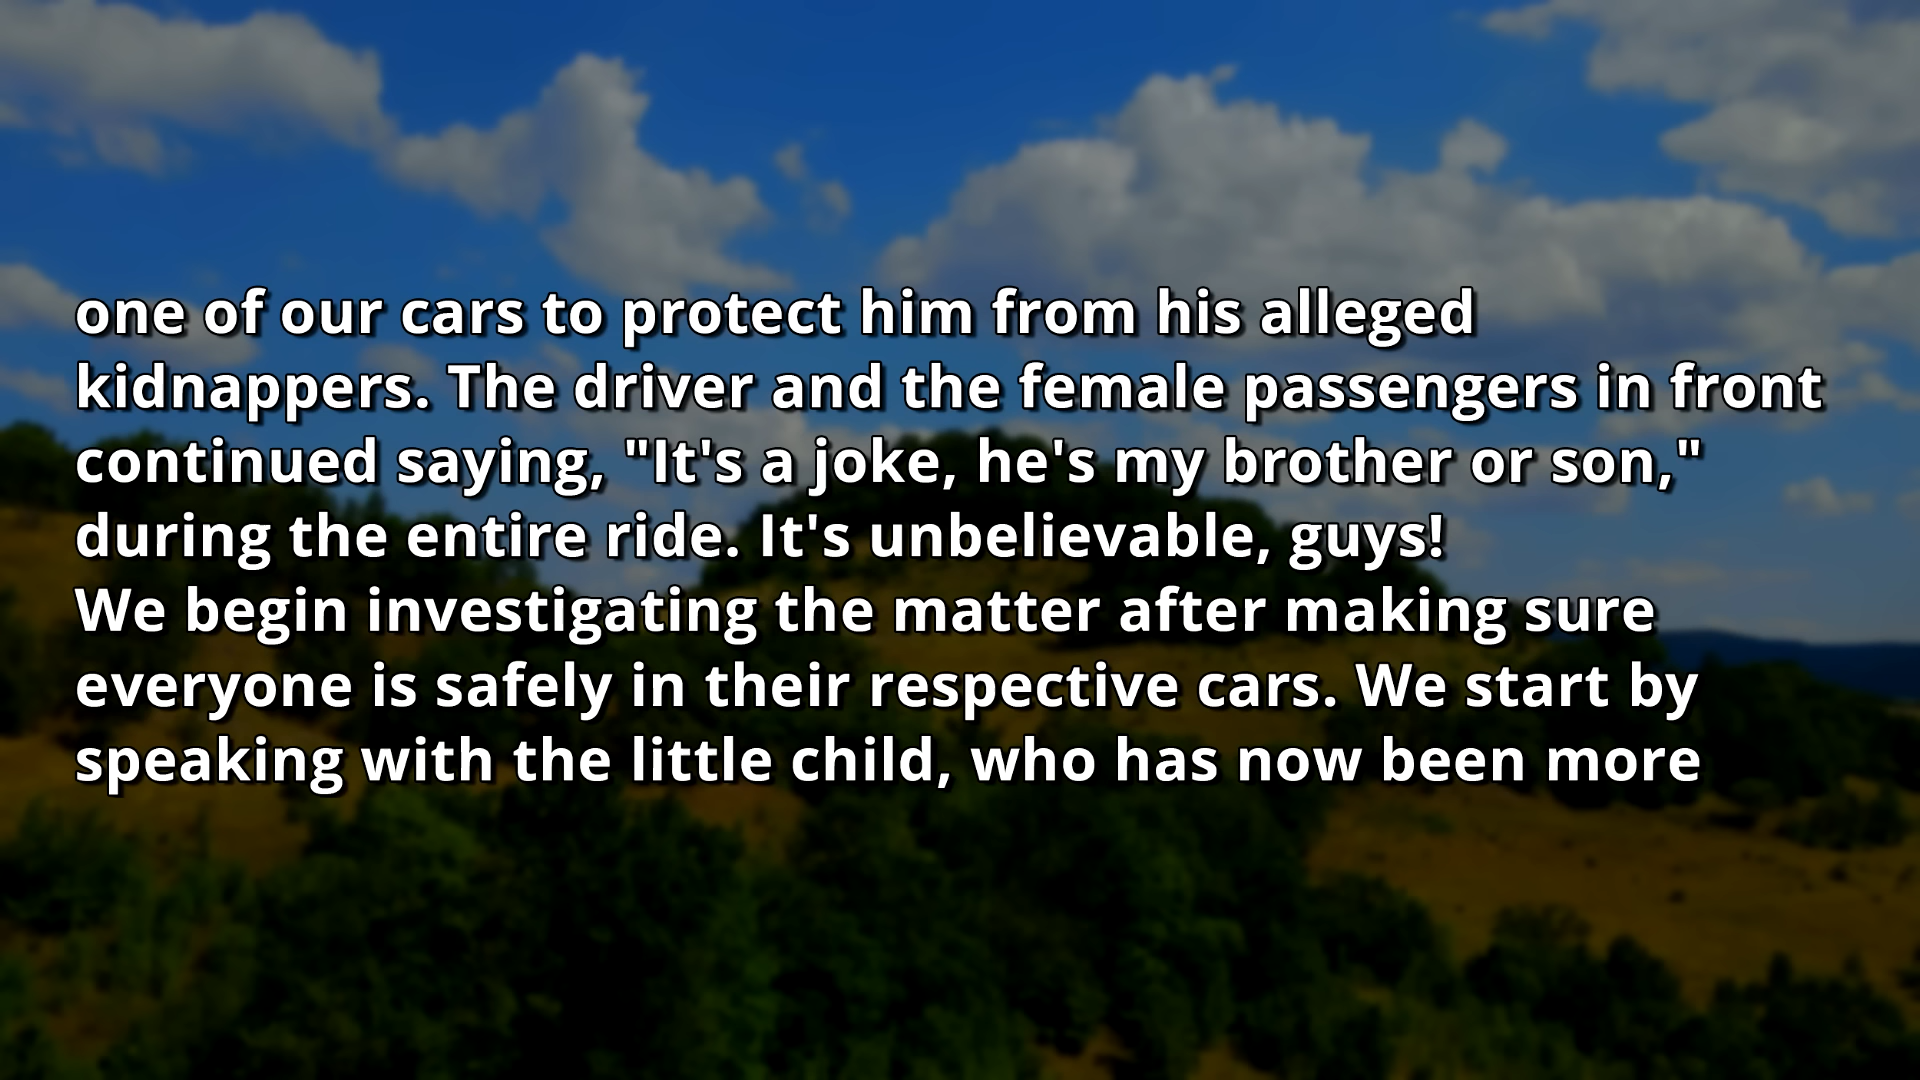 one of our cars to protect him from his alleged
kidnappers. The driver and the female passengers in front
continued saying, "It's a joke, he's my brother or son,"
during the entire ride. It's unbelievable, guys!
We begin investigating the matter after making sure
everyone is safely in their respective cars. We start by
speaking with the little child, who has now been more